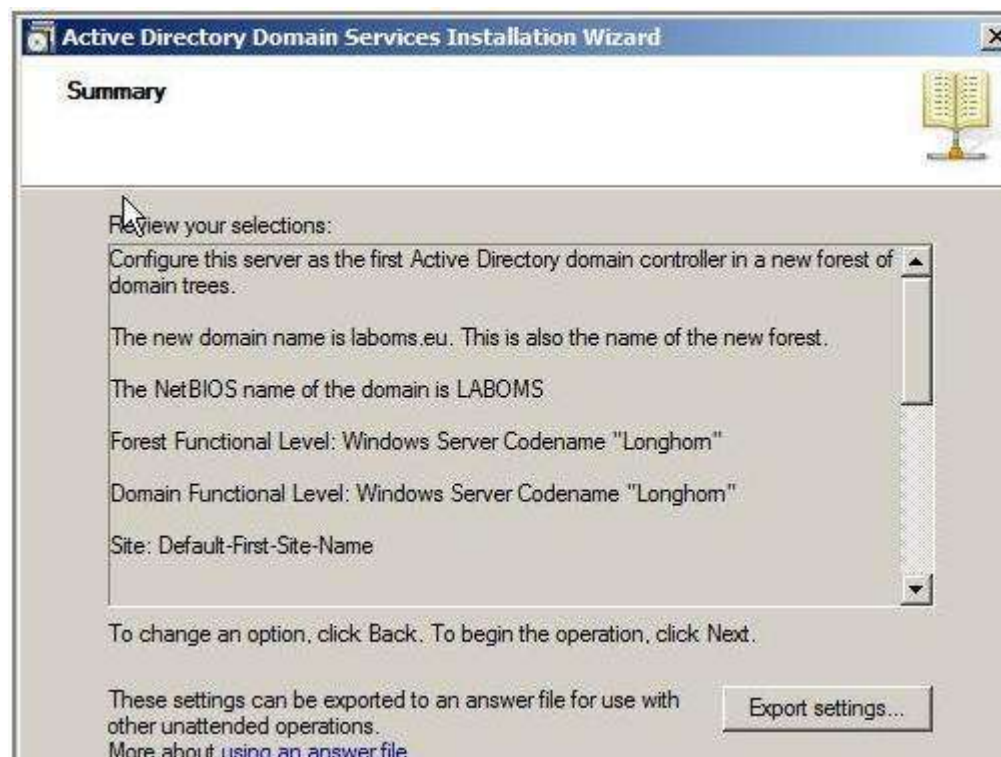 Active Directory Domain Services Installation Wizard
Summary
Review your selections:
Configure this server as the first Active Directory domain controller in a new forest of
domain trees.
The new domain name is laboms.eu. This is also the name of the new forest.
The NetBIOS name of the domain is LABOMS
Forest Functional Level: Windows Server Codename "Longhorn"
Domain Functional Level: Windows Server Codename "Longhorn"
Site: Default-First-Site-Name
To change an option, click Back. To begin the operation, click Next.
These settings can be exported to an answer file for use with
other unattended operations.
Export settings...
More about using an answer file